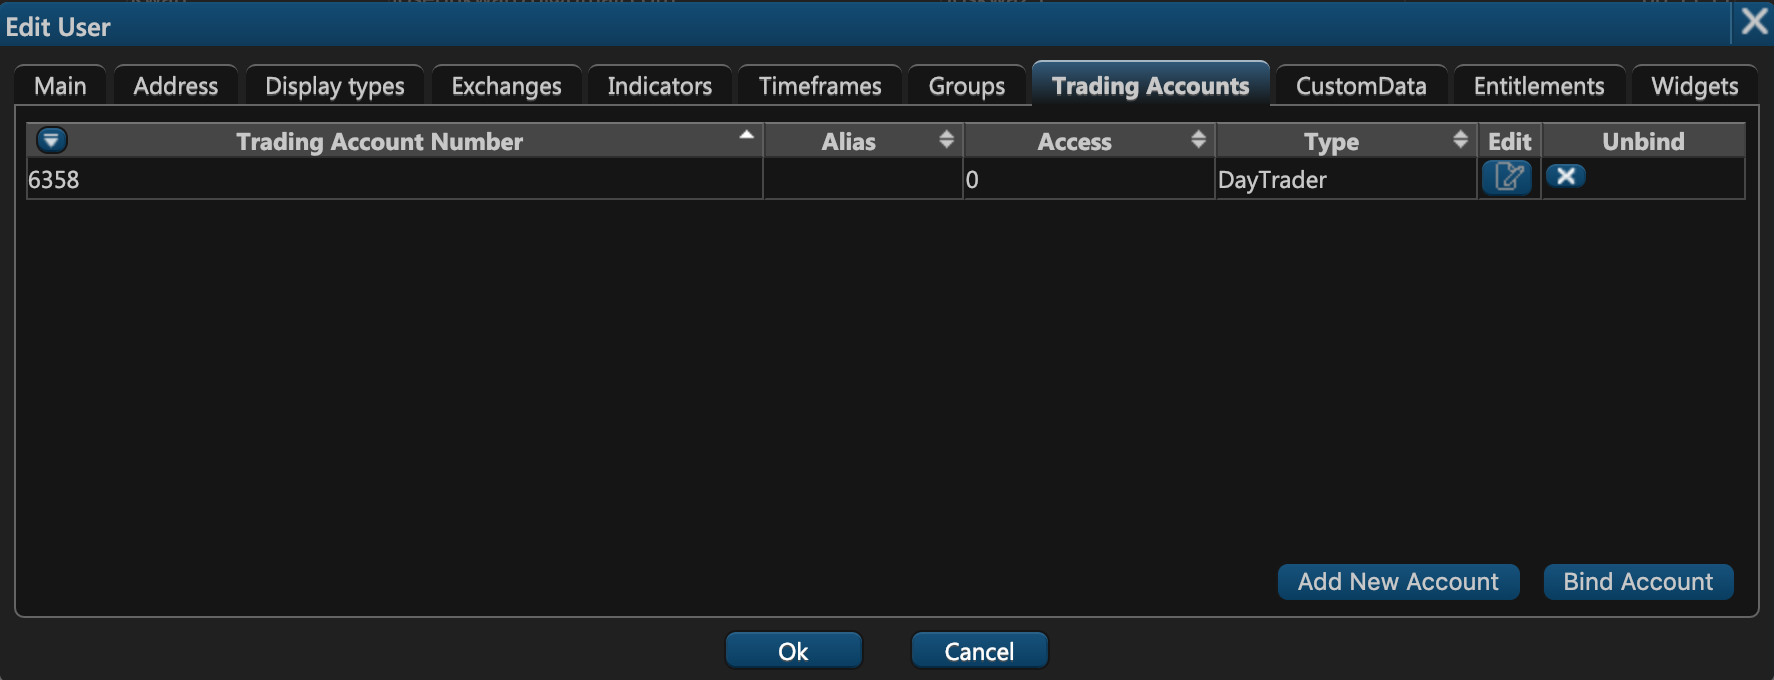 Edit User
Main Address Display types Exchanges Indicators Timeframes Groups Trading Accounts CustomData Entitlements Widgets
Trading Account Number Alias Access Type Edit Unbind
6358 0 DayTrader
Add New Account Bind Account
Ok Cancel